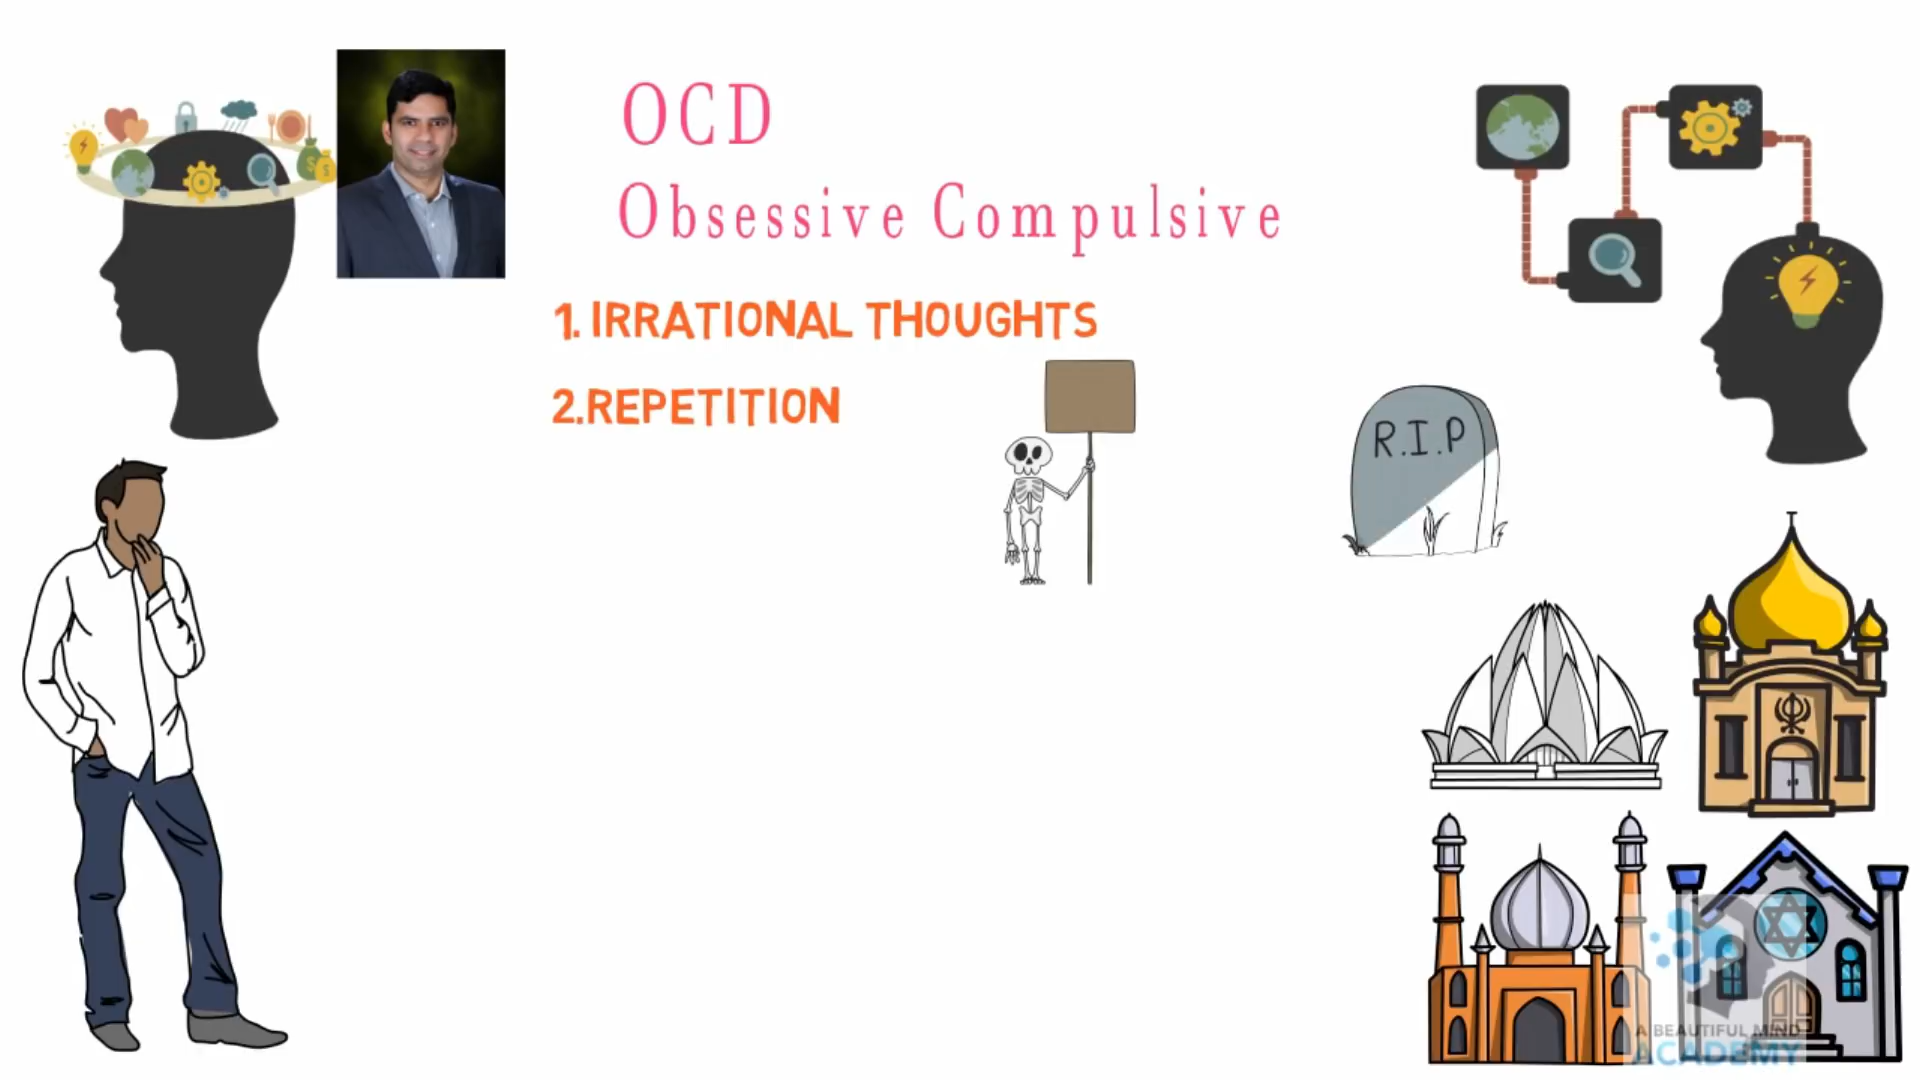 OCD
Obsessive Compulsive
1. IRRATIONAL THOUGHTS
2.REPETITION
R.I.P
A BEAUTIFUL MIND
ACADEMY